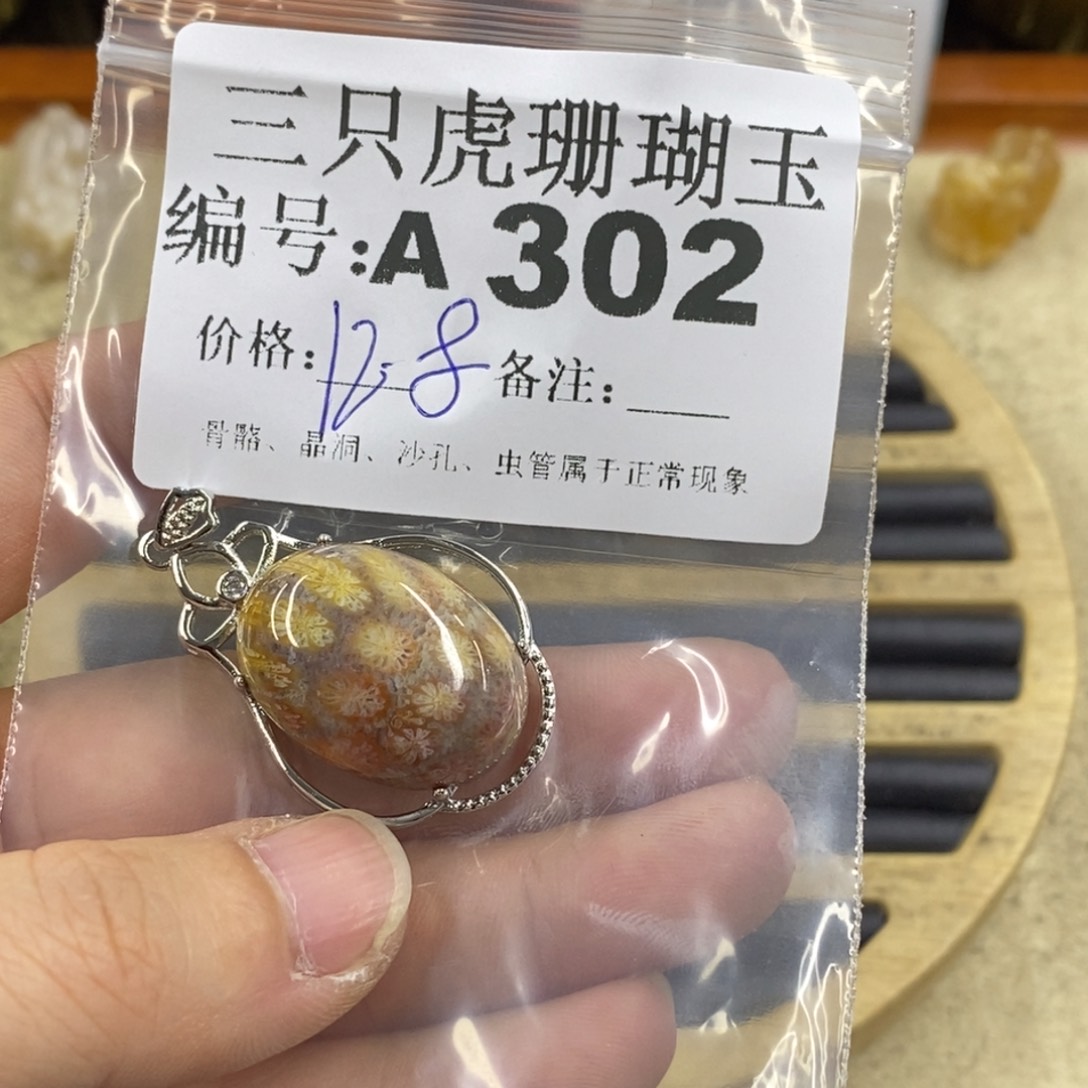 三只虎珊瑚玉
编号:A 302
价格:128 备注:____
骨骼、晶洞、沙孔、虫管属于正常现象